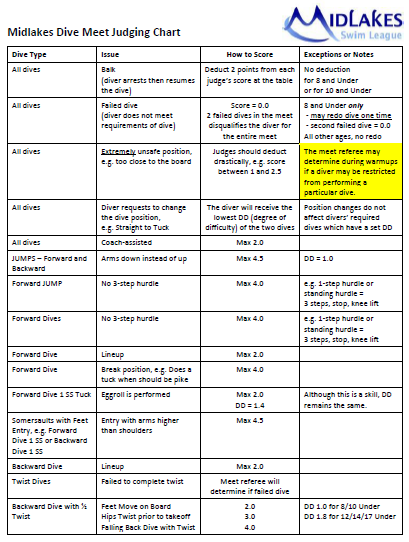 MIDLAKES
Swim League
Midlakes Dive Meet Judging Chart
Dive Type Issue How to Score Exceptions or Notes
All dives Balk Deduct 2 points from each No deduction
(diver arrests then resumes judge's score at the table for 8 and Under
the dive) or for 10 and Under
All dives Failed dive Score = 0.0 8 and Under only
(diver does not meet 2 failed dives in the meet - may redo dive one time
requirements of dive) disqualifies the diver for - second failed dive = 0.0
the entire meet All other ages, no redo
All dives Extremely unsafe position, Judges should deduct The meet referee may
e.g. too close to the board drastically, e.g. score determine during warmups
between 1 and 2.5 if a diver may be restricted
from performing a
particular dive.
All dives Diver requests to change The diver will receive the Position changes do not
the dive position, lowest DD (degree of affect divers' required
e.g. Straight to Tuck difficulty) of the two dives dives which have a set DD
All dives Coach-assisted Max 2.0
JUMPS – Forward and Arms down instead of up Max 4.5 DD = 1.0
Backward
Forward JUMP No 3-step hurdle Max 4.0 e.g. 1-step hurdle or
standing hurdle =
3 steps, stop, knee lift
Forward Dives No 3-step hurdle Max 4.0 e.g. 1-step hurdle or
standing hurdle =
3 steps, stop, knee lift
Forward Dive Lineup Max 2.0
Forward Dive Break position, e.g. Does a Max 4.0
tuck when should be pike
Forward Dive 1 SS Tuck Eggroll is performed Max 2.0 Although this is a skill, DD
DD = 1.4 remains the same.
Somersaults with Feet Entry with arms higher Max 4.5
Entry, e.g. Forward than shoulders
Dive 1 SS or Backward
Dive 1 SS
Backward Dive Lineup Max 2.0
Twist Dives Failed to complete twist Meet referee will
determine if failed dive
Backward Dive with ½ Feet Move on Board 2.0 DD 1.0 for 8/10 Under
Twist Hips Twist prior to takeoff 3.0 DD 1.8 for 12/14/17 Under
Falling Back Dive with Twist 4.0